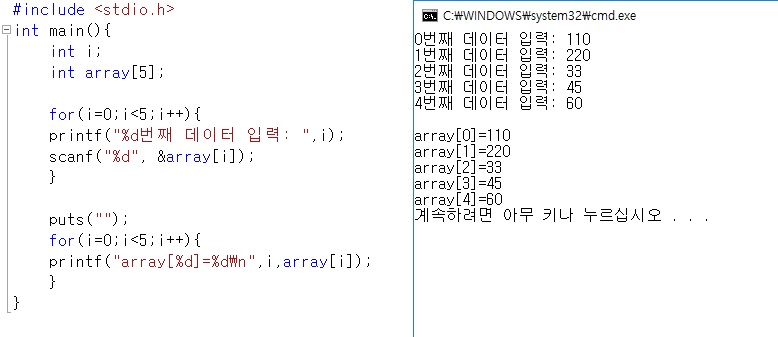 #include <stdio.h>
int main(){
int i;
int array[5];
for(i=0;i<5;i++){
printf("%d번째 데이터 입력: ",i);
scanf("%d", &array[i]);
}
puts("");
for(i=0;i<5;i++){
printf("array[%d]=%d₩n",i,array[i]);
}
}
C:₩WINDOWS₩system32₩cmd.exe
0번째 데이터 입력: 110
1번째 데이터 입력: 220
2번째 데이터 입력: 33
3번째 데이터 입력: 45
4번째 데이터 입력: 60
array[0]=110
array[1]=220
array[2]=33
array[3]=45
array[4]=60
계속하려면 아무 키나 누르십시오 . . .